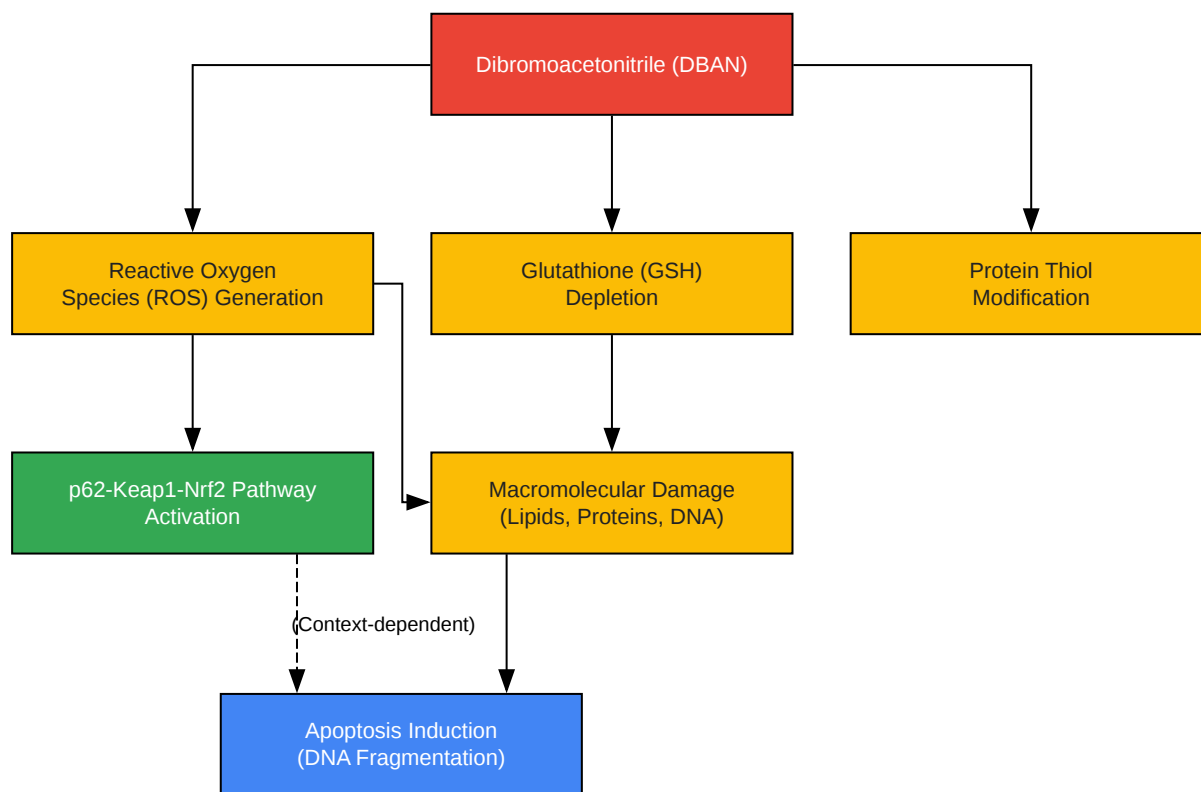 Dibromoacetonitrile (DBAN)
Reactive Oxygen
Species (ROS) Generation
Glutathione (GSH)
Depletion
Protein Thiol
Modification
p62-Keap1-Nrf2 Pathway
Activation
Macromolecular Damage
(Lipids, Proteins, DNA)
(Context-dependent)
Apoptosis Induction
(DNA Fragmentation)